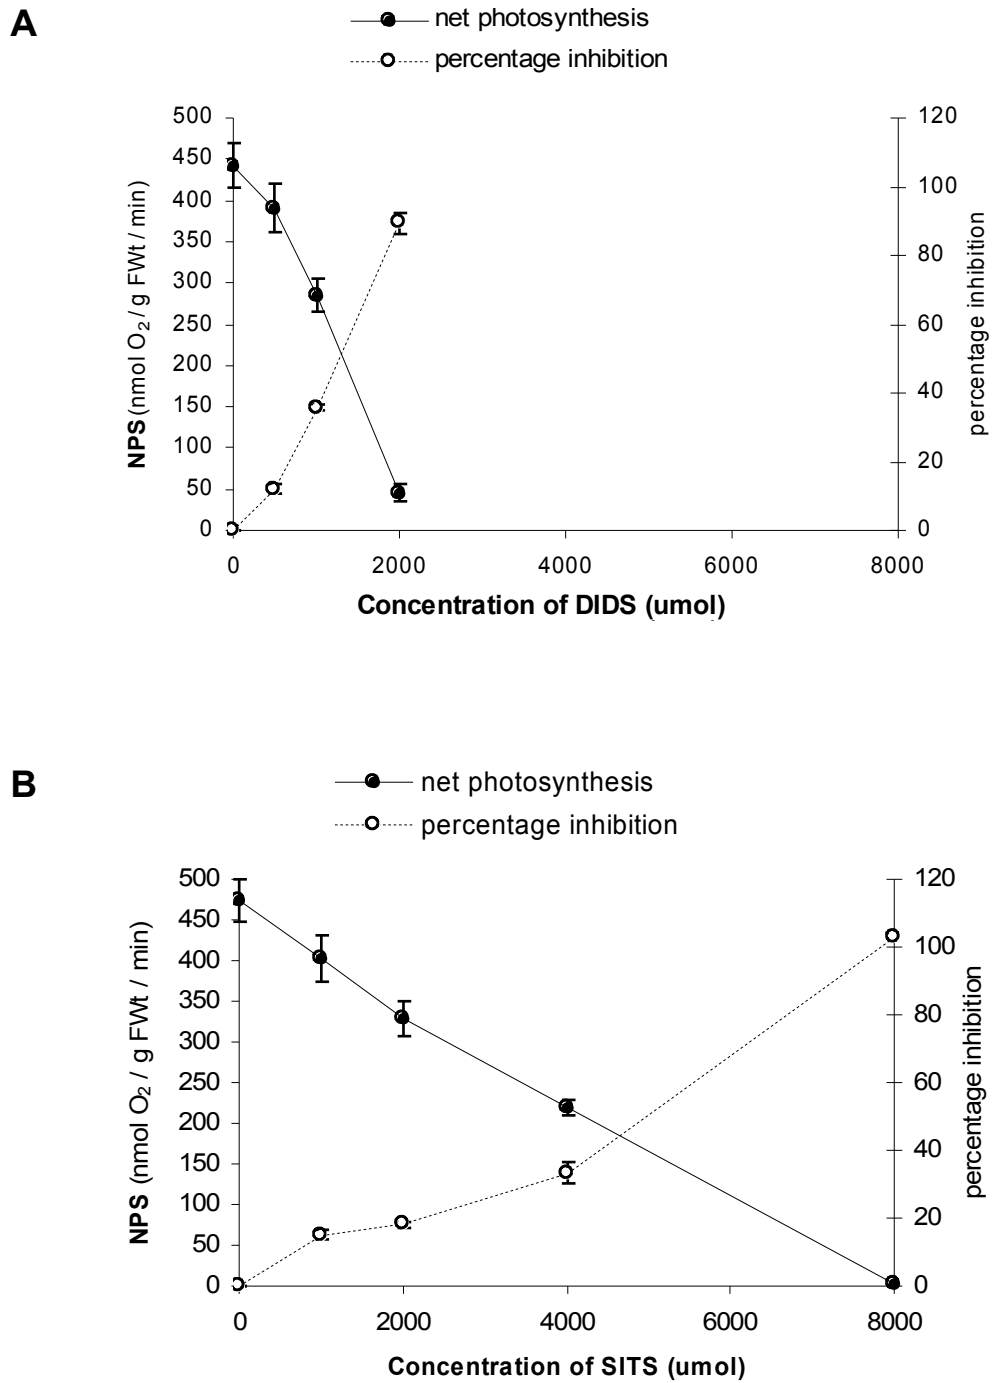 A
net photosynthesis
percentage inhibition
500
450
400
350
300
250
200
150
100
50
0
NPS (nmol O₂ / g FWt / min)
120
100
80
60
40
20
0
percentage inhibition
0 2000 4000 6000 8000
Concentration of DIDS (umol)
B
net photosynthesis
percentage inhibition
500
450
400
350
300
250
200
150
100
50
0
NPS (nmol O₂ / g FWt / min)
120
100
80
60
40
20
0
percentage inhibition
0 2000 4000 6000 8000
Concentration of SITS (umol)